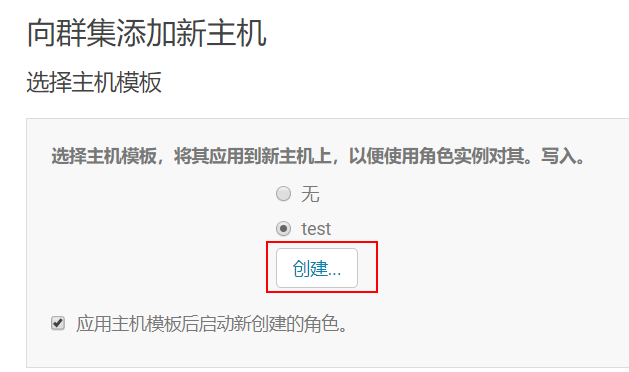 向群集添加新主机
选择主机模板
选择主机模板，将其应用到新主机上，以便使用角色实例对其。写入。
无
test
创建...
应用主机模板后启动新创建的角色。